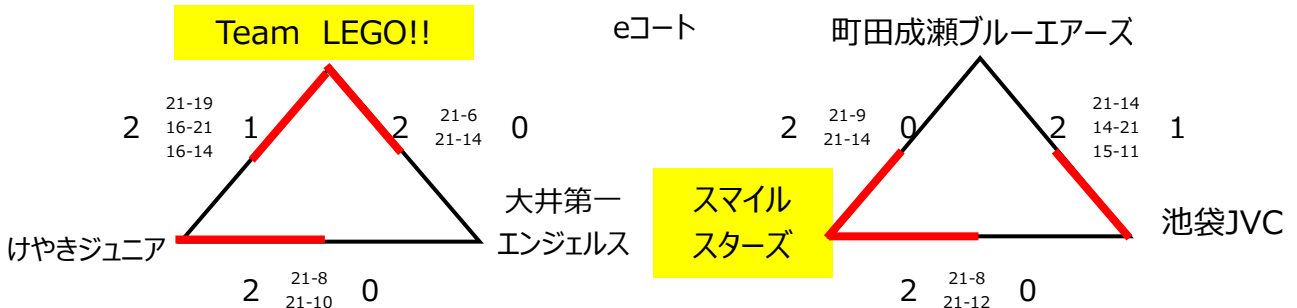 Team LEGO!!
eコート
町田成瀬ブルーエアーズ
2
21-19
16-21
16-14
1
2
21-6
21-14
0
2
21-9
21-14
0
2
21-14
14-21
15-11
1
けやきジュニア
大井第一
エンジェルス
スマイル
スターズ
池袋JVC
2
21-8
21-10
0
2
21-8
21-12
0